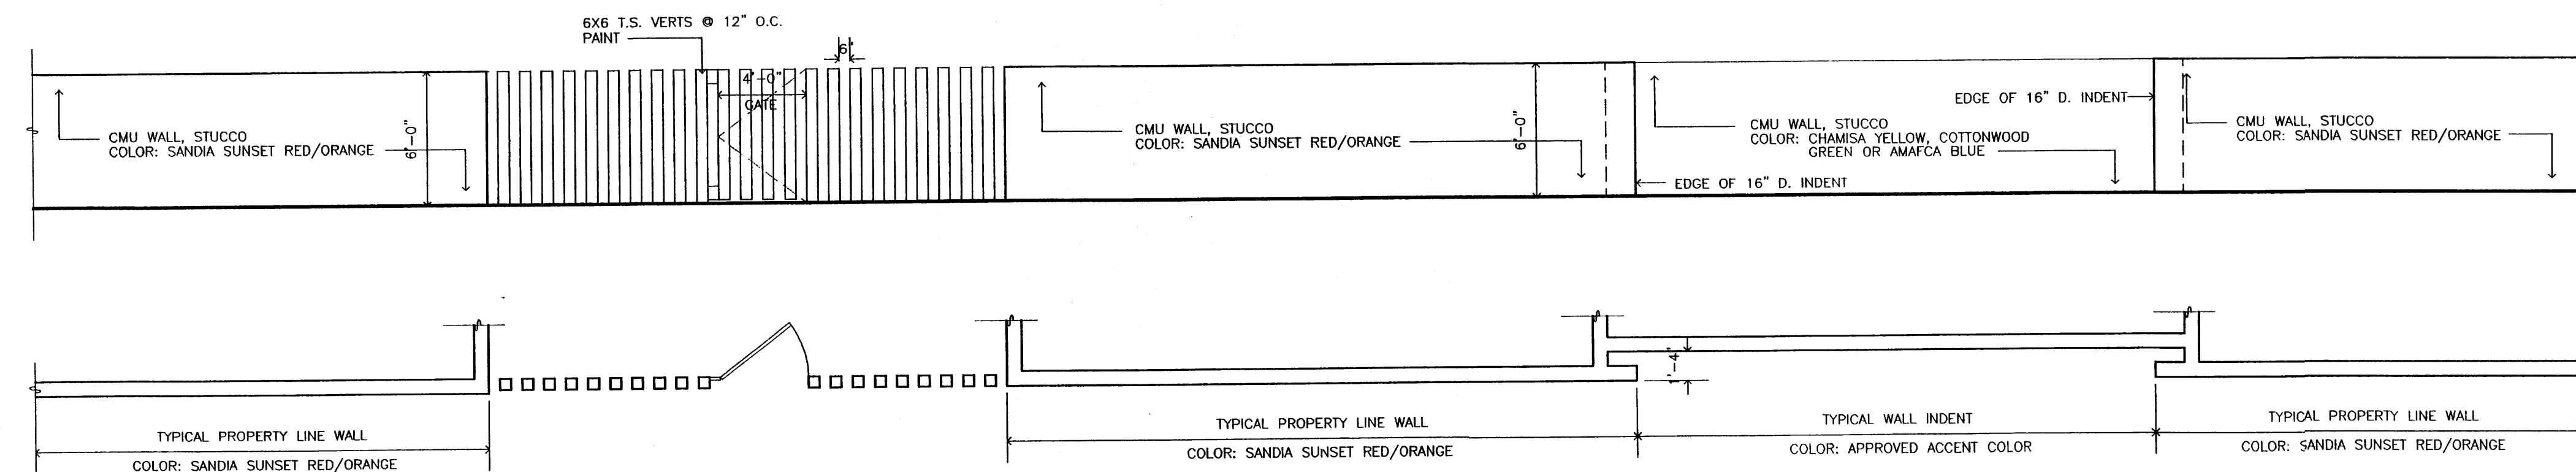 6X6 T.S. VERTS @ 12" O.C.
PAINT
6"
4'-0"
GATE
CMU WALL, STUCCO
COLOR: SANDIA SUNSET RED/ORANGE
6'-0"
CMU WALL, STUCCO
COLOR: SANDIA SUNSET RED/ORANGE
6'-0"
EDGE OF 16" D. INDENT
CMU WALL, STUCCO
COLOR: CHAMISA YELLOW, COTTONWOOD
GREEN OR AMAFCA BLUE
EDGE OF 16" D. INDENT
CMU WALL, STUCCO
COLOR: SANDIA SUNSET RED/ORANGE
1'-4"
TYPICAL PROPERTY LINE WALL
COLOR: SANDIA SUNSET RED/ORANGE
TYPICAL PROPERTY LINE WALL
COLOR: SANDIA SUNSET RED/ORANGE
TYPICAL WALL INDENT
COLOR: APPROVED ACCENT COLOR
TYPICAL PROPERTY LINE WALL
COLOR: SANDIA SUNSET RED/ORANGE